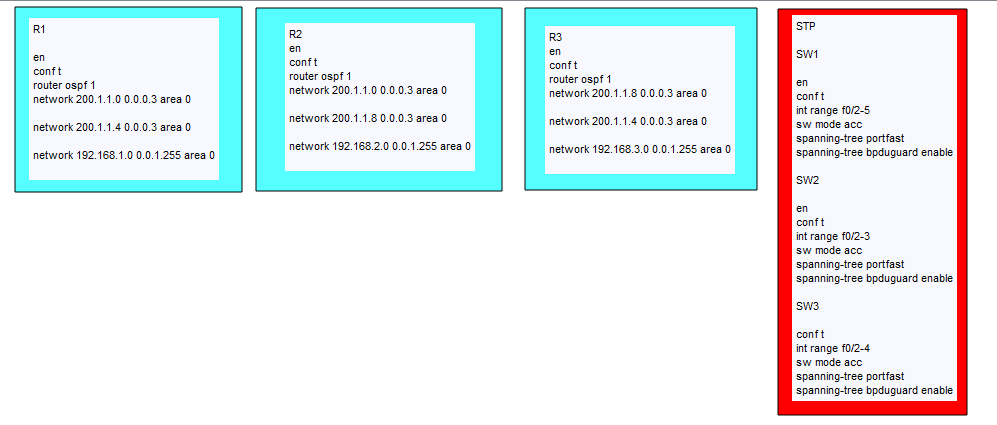 R1
en
conf t
router ospf 1
network 200.1.1.0 0.0.0.3 area 0
network 200.1.1.4 0.0.0.3 area 0
network 192.168.1.0 0.0.1.255 area 0
R2
en
conf t
router ospf 1
network 200.1.1.0 0.0.0.3 area 0
network 200.1.1.8 0.0.0.3 area 0
network 192.168.2.0 0.0.1.255 area 0
R3
en
conf t
router ospf 1
network 200.1.1.8 0.0.0.3 area 0
network 200.1.1.4 0.0.0.3 area 0
network 192.168.3.0 0.0.1.255 area 0
STP
SW1
en
conf t
int range f0/2-5
sw mode acc
spanning-tree portfast
spanning-tree bpduguard enable
SW2
en
conf t
int range f0/2-3
sw mode acc
spanning-tree portfast
spanning-tree bpduguard enable
SW3
conf t
int range f0/2-4
sw mode acc
spanning-tree portfast
spanning-tree bpduguard enable